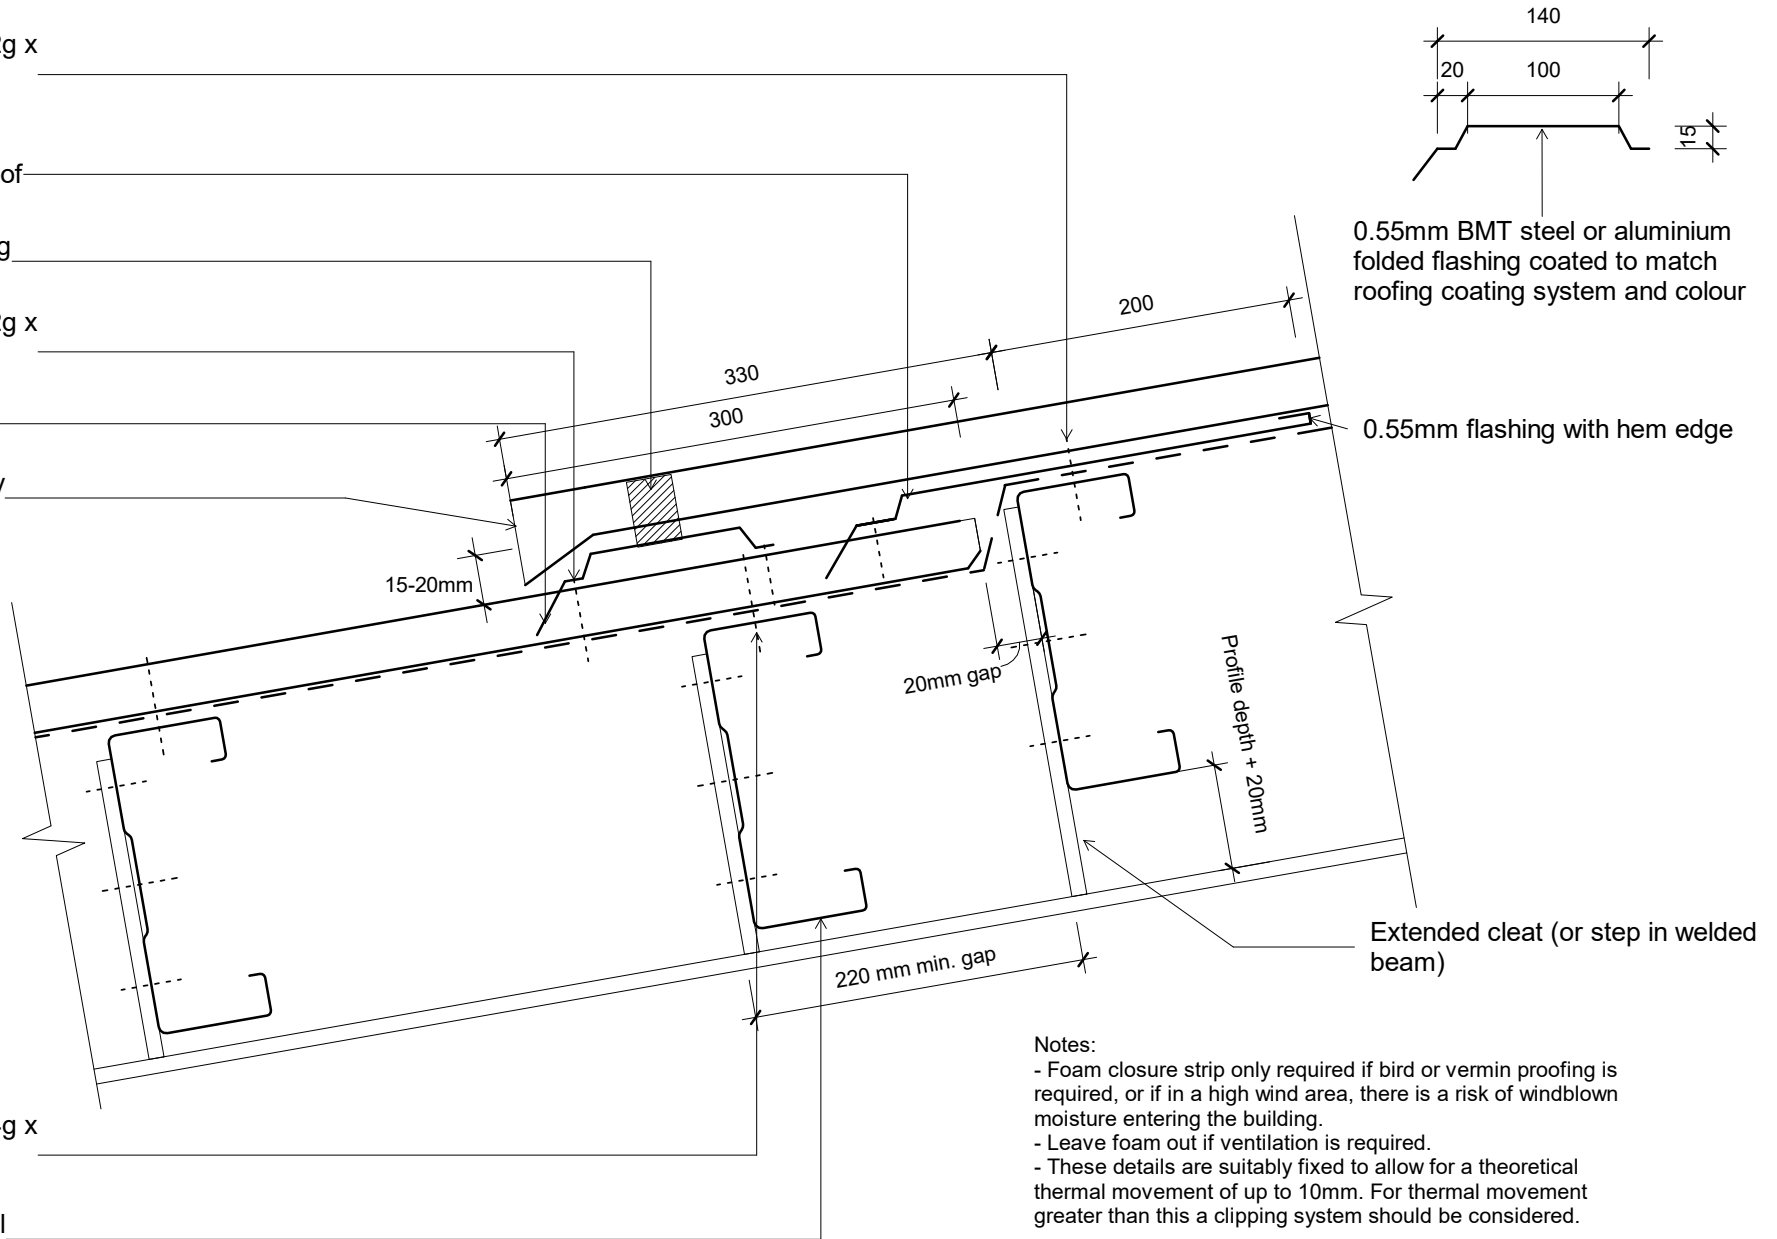 g x
140
20
100
15
of
g
0.55mm BMT steel or aluminium
folded flashing coated to match
roofing coating system and colour
200
g x
330
300
0.55mm flashing with hem edge
15-20mm
20mm gap
Profile depth + 20mm
Extended cleat (or step in welded
beam)
220 mm min. gap
Notes:
- Foam closure strip only required if bird or vermin proofing is
required, or if in a high wind area, there is a risk of windblown
moisture entering the building.
- Leave foam out if ventilation is required.
- These details are suitably fixed to allow for a theoretical
thermal movement of up to 10mm. For thermal movement
greater than this a clipping system should be considered.
g x